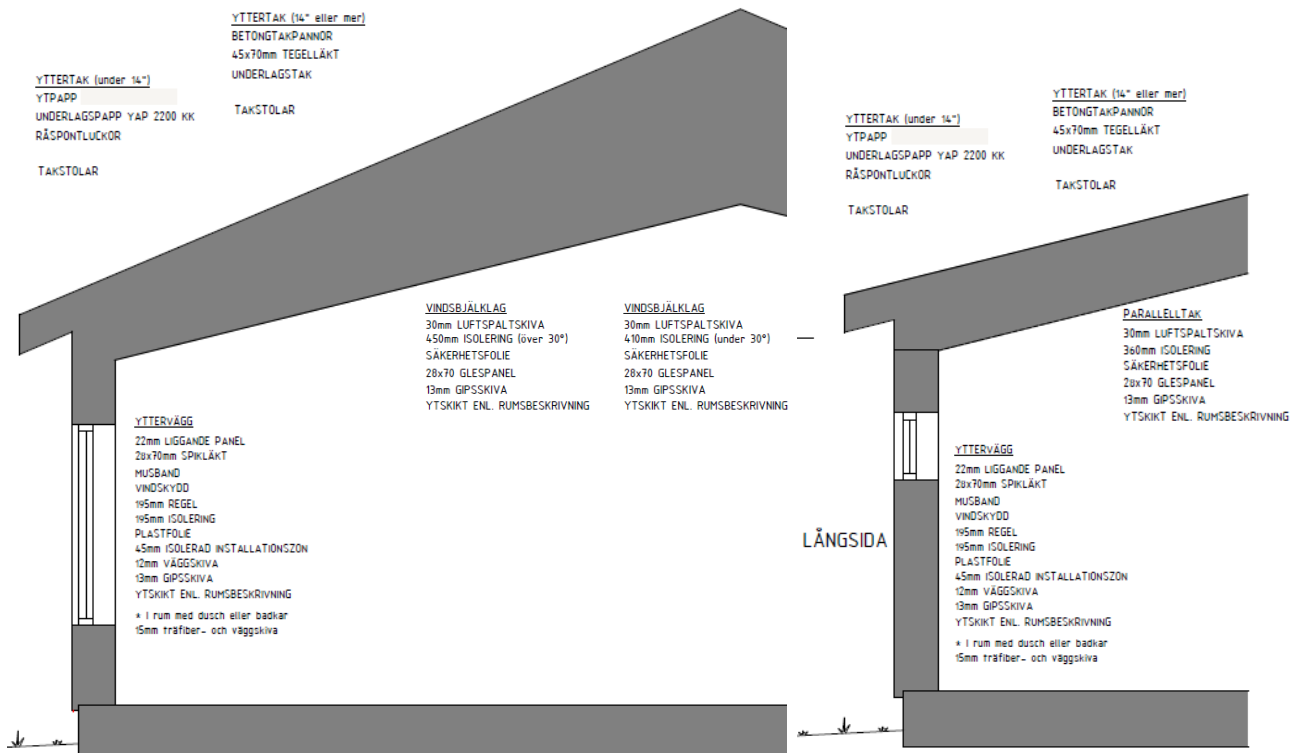 YTTERTAK (14° eller mer)
BETONGTAKPANNOR
45x70mm TEGELLÄKT
UNDERLAGSTAK
TAKSTOLAR
YTTERTAK (under 14°)
YTPAPP
UNDERLAGSPAPP YAP 2200 KK
RÅSPONTLUCKOR
TAKSTOLAR
VINDSBJÄLKLAG
30mm LUFTSPALTSKIVA
450mm ISOLERING (över 30°)
SÄKERHETSFOLIE
28x70 GLESPANEL
13mm GIPSSKIVA
YTSKIKT ENL. RUMSBESKRIVNING
VINDSBJÄLKLAG
30mm LUFTSPALTSKIVA
410mm ISOLERING (under 30°)
SÄKERHETSFOLIE
28x70 GLESPANEL
13mm GIPSSKIVA
YTSKIKT ENL. RUMSBESKRIVNING
YTTERVÄGG
22mm LIGGANDE PANEL
28x70mm SPIKLÄKT
MUSBAND
VINDSKYDD
195mm REGEL
195mm ISOLERING
PLASTFOLIE
45mm ISOLERAD INSTALLATIONSZON
12mm VÄGGSKIVA
13mm GIPSSKIVA
YTSKIKT ENL. RUMSBESKRIVNING
* I rum med dusch eller badkar
15mm träfiber- och väggskiva
YTTERTAK (14° eller mer)
BETONGTAKPANNOR
45x70mm TEGELLÄKT
UNDERLAGSTAK
TAKSTOLAR
YTTERTAK (under 14°)
YTPAPP
UNDERLAGSPAPP YAP 2200 KK
RÅSPONTLUCKOR
TAKSTOLAR
PARALLELLTAK
30mm LUFTSPALTSKIVA
360mm ISOLERING
SÄKERHETSFOLIE
28x70 GLESPANEL
13mm GIPSSKIVA
YTSKIKT ENL. RUMSBESKRIVNING
LÅNGSIDA
YTTERVÄGG
22mm LIGGANDE PANEL
28x70mm SPIKLÄKT
MUSBAND
VINDSKYDD
195mm REGEL
195mm ISOLERING
PLASTFOLIE
45mm ISOLERAD INSTALLATIONSZON
12mm VÄGGSKIVA
13mm GIPSSKIVA
YTSKIKT ENL. RUMSBESKRIVNING
* I rum med dusch eller badkar
15mm träfiber- och väggskiva